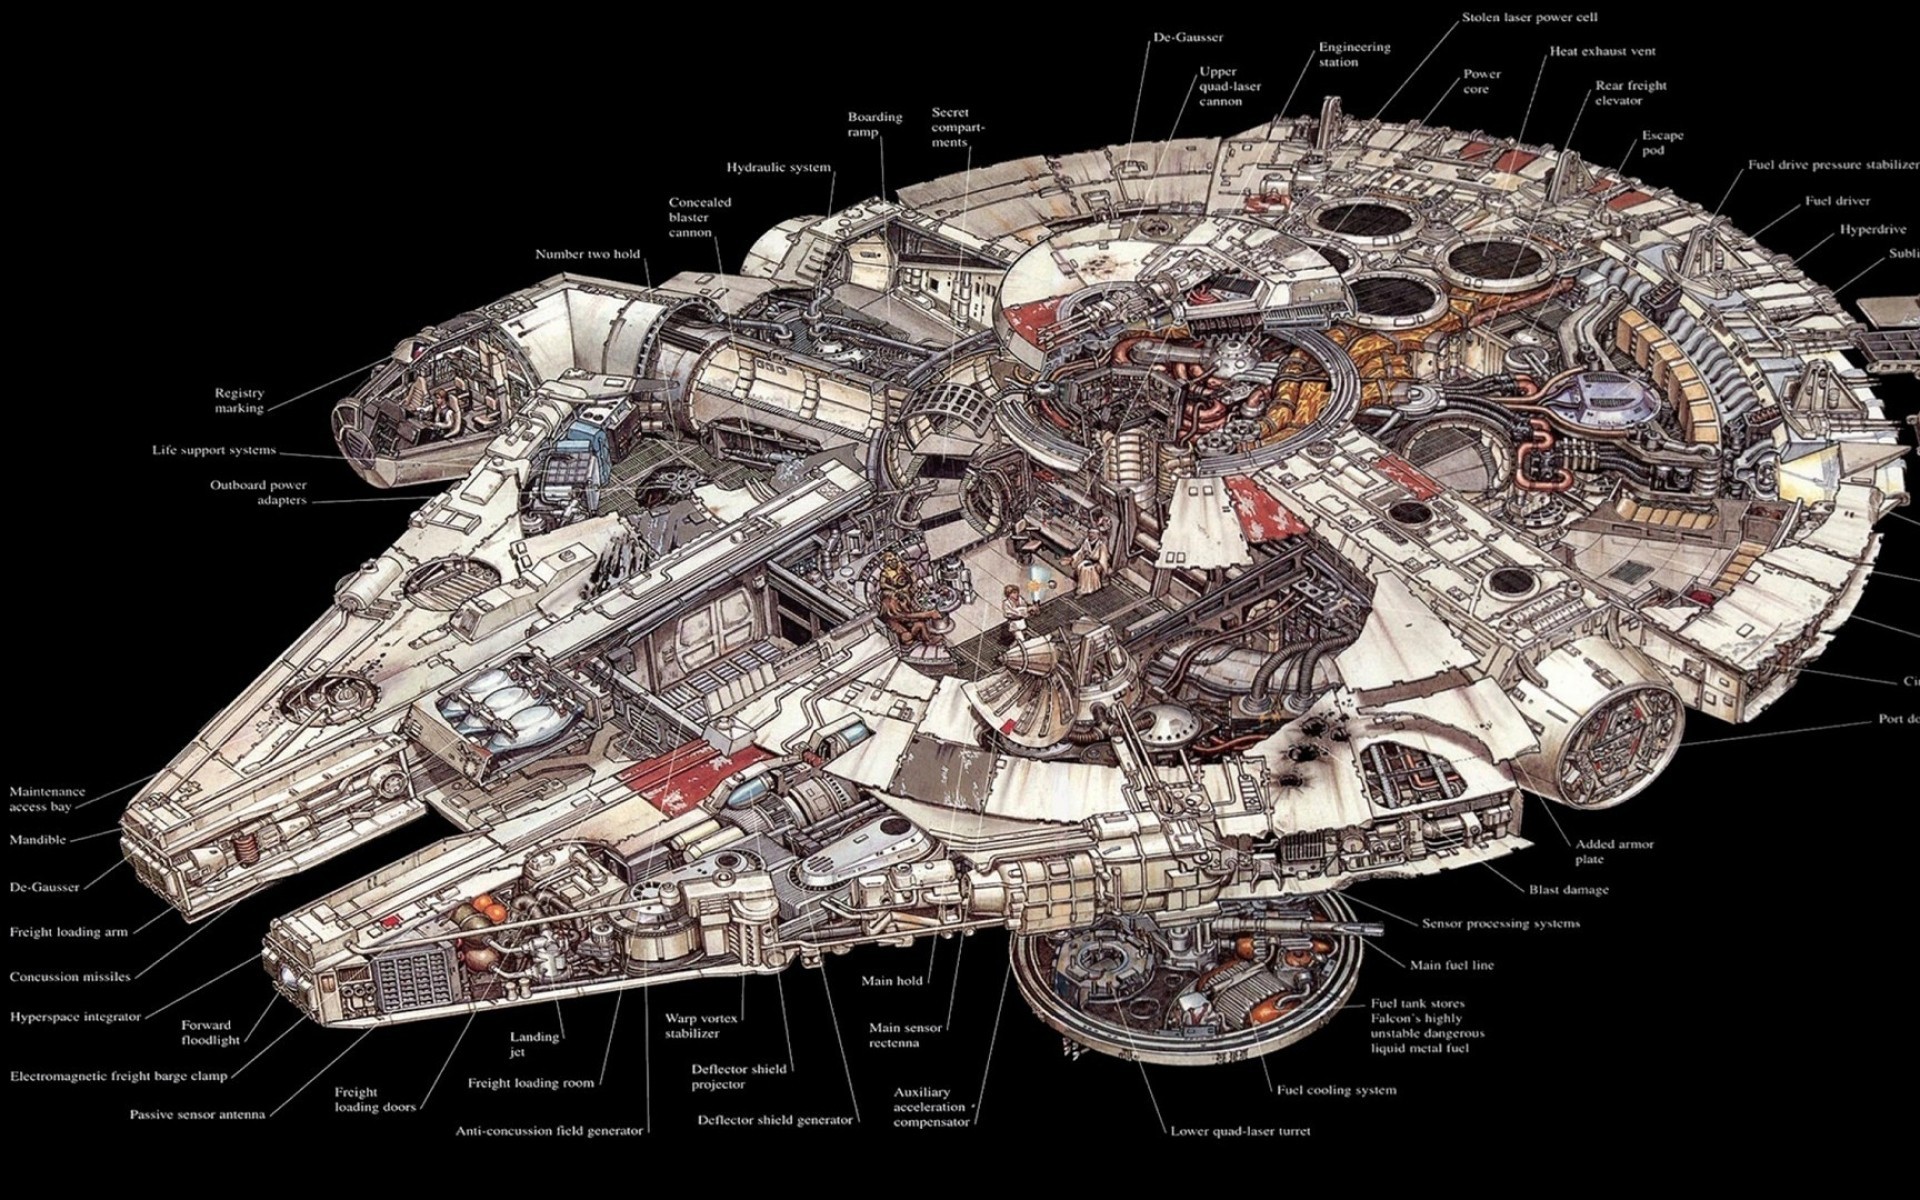 Stolen laser power cell
De-Gausser
Engineering
station
Heat exhaust vent
Upper
quad-laser
cannon
Power
core
Rear freight
elevator
Boarding
ramp
Secret
compart-
ments
Escape
pod
Hydraulic system
Fuel drive pressure stabilizer
Concealed
blaster
cannon
Fuel driver
Hyperdrive
Number two hold
Subli
Registry
marking
Life support systems
Outboard power
adapters
Ci
Port do
Maintenance
access bay
Mandible
De-Gausser
Freight loading arm
Concussion missiles
Hyperspace integrator
Forward
floodlight
Electromagnetic freight barge clamp
Passive sensor antenna
Freight
loading doors
Landing
jet
Freight loading room
Anti-concussion field generator
Warp vortex
stabilizer
Deflector shield
projector
Deflector shield generator
Main hold
Main sensor
rectenna
Auxiliary
acceleration
compensator
Added armor
plate
Blast damage
Sensor processing systems
Main fuel line
Fuel tank stores
Falcon's highly
unstable dangerous
liquid metal fuel
Fuel cooling system
Lower quad-laser turret